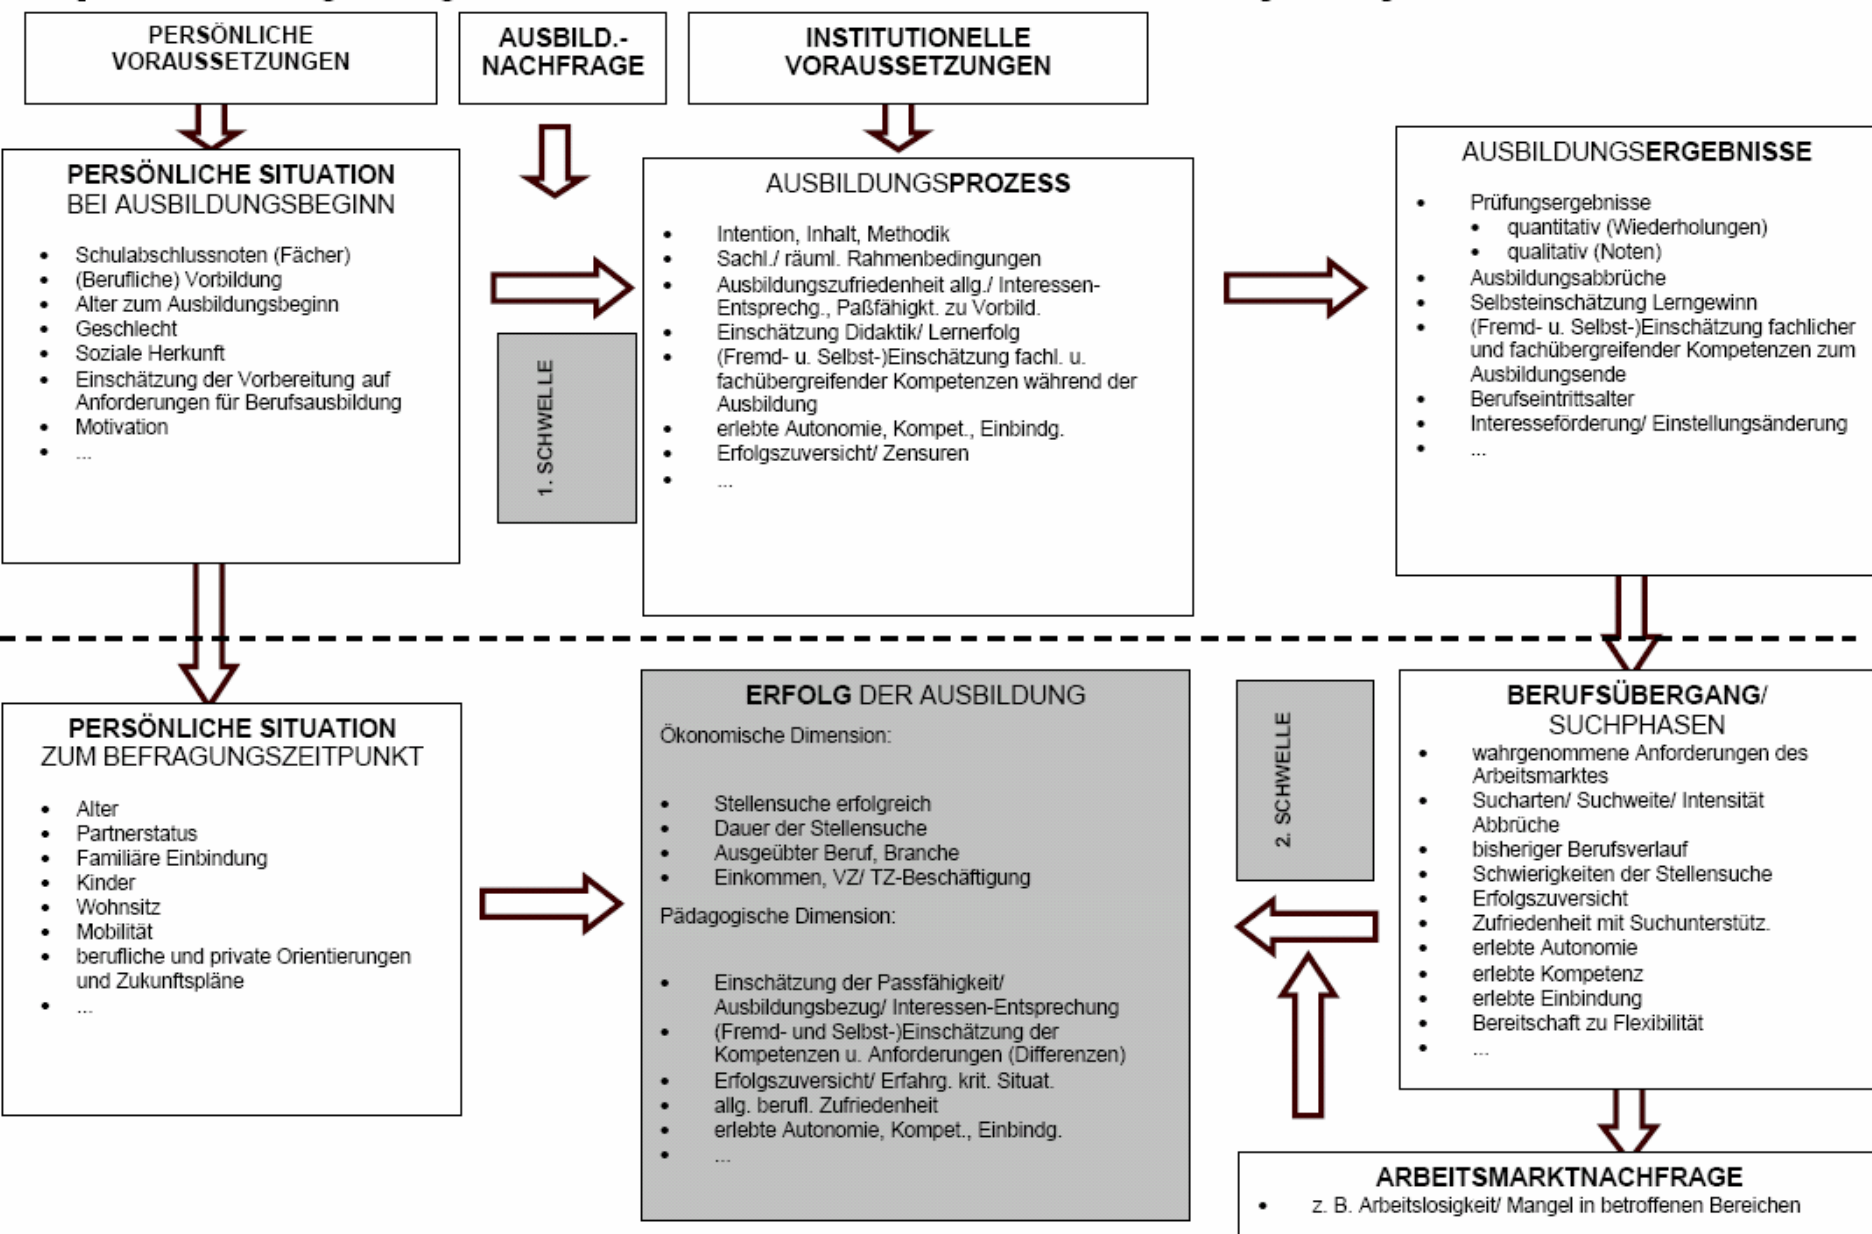 PERSÖNLICHE
VORAUSSETZUNGEN
AUSBILD.-
NACHFRAGE
INSTITUTIONELLE
VORAUSSETZUNGEN
PERSÖNLICHE SITUATION
BEI AUSBILDUNGSBEGINN
• Schulabschlussnoten (Fächer)
• (Berufliche) Vorbildung
• Alter zum Ausbildungsbeginn
• Geschlecht
• Soziale Herkunft
• Einschätzung der Vorbereitung auf
Anforderungen für Berufsausbildung
• Motivation
• ...
1. SCHWELLE
AUSBILDUNGSPROZESS
• Intention, Inhalt, Methodik
• Sachl./ räuml. Rahmenbedingungen
• Ausbildungszufriedenheit allg./ Interessen-
Entsprechg., Paßfähigkt. zu Vorbild.
• Einschätzung Didaktik/ Lernerfolg
• (Fremd- u. Selbst-)Einschätzung fachl. u.
fachübergreifender Kompetenzen während der
Ausbildung
• erlebte Autonomie, Kompet., Einbindg.
• Erfolgszuversicht/ Zensuren
• ...
AUSBILDUNGSERGEBNISSE
• Prüfungsergebnisse
• quantitativ (Wiederholungen)
• qualitativ (Noten)
• Ausbildungsabbrüche
• Selbsteinschätzung Lerngewinn
• (Fremd- u. Selbst-)Einschätzung fachlicher
und fachübergreifender Kompetenzen zum
Ausbildungsende
• Berufseintrittsalter
• Interesseförderung/ Einstellungsänderung
• ...
PERSÖNLICHE SITUATION
ZUM BEFRAGUNGSZEITPUNKT
• Alter
• Partnerstatus
• Familiäre Einbindung
• Kinder
• Wohnsitz
• Mobilität
• berufliche und private Orientierungen
und Zukunftspläne
• ...
ERFOLG DER AUSBILDUNG
Ökonomische Dimension:
• Stellensuche erfolgreich
• Dauer der Stellensuche
• Ausgeübter Beruf, Branche
• Einkommen, VZ/ TZ-Beschäftigung
Pädagogische Dimension:
• Einschätzung der Passfähigkeit/
Ausbildungsbezug/ Interessen-Entsprechung
• (Fremd- und Selbst-)Einschätzung der
Kompetenzen u. Anforderungen (Differenzen)
• Erfolgszuversicht/ Erfahrg. krit. Situat.
• allg. berufl. Zufriedenheit
• erlebte Autonomie, Kompet., Einbindg.
• ...
2. SCHWELLE
BERUFSÜBERGANG/
SUCHPHASEN
• wahrgenommene Anforderungen des
Arbeitsmarktes
• Sucharten/ Suchweite/ Intensität
Abbrüche
• bisheriger Berufsverlauf
• Schwierigkeiten der Stellensuche
• Erfolgszuversicht
• Zufriedenheit mit Suchunterstütz.
• erlebte Autonomie
• erlebte Kompetenz
• erlebte Einbindung
• Bereitschaft zu Flexibilität
• ...
ARBEITSMARKTNACHFRAGE
• z. B. Arbeitslosigkeit/ Mangel in betroffenen Bereichen